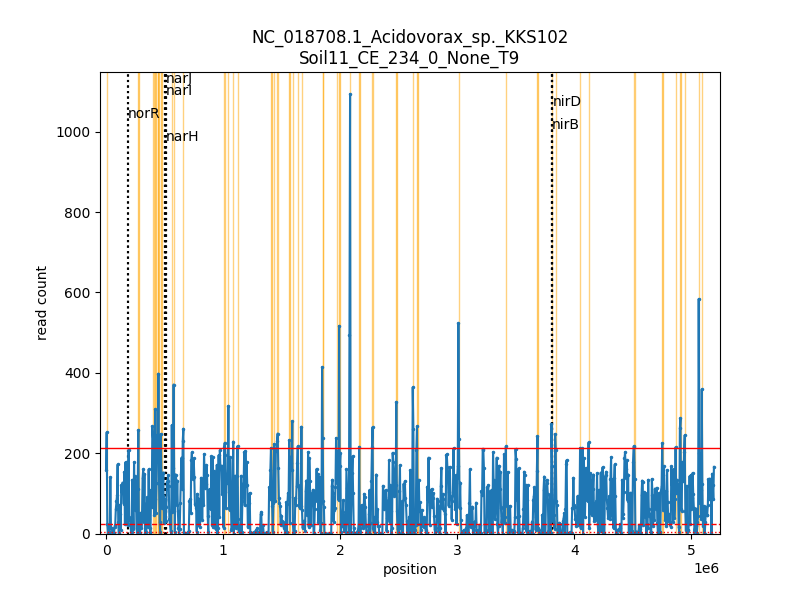 NC_018708.1_Acidovorax_sp._KKS102
Soil11_CE_234_0_None_T9
narJ
narI
nirD
norR
nirB
narH
1000
800
600
400
200
0
read count
0
1
2
3
4
5
1e6
position